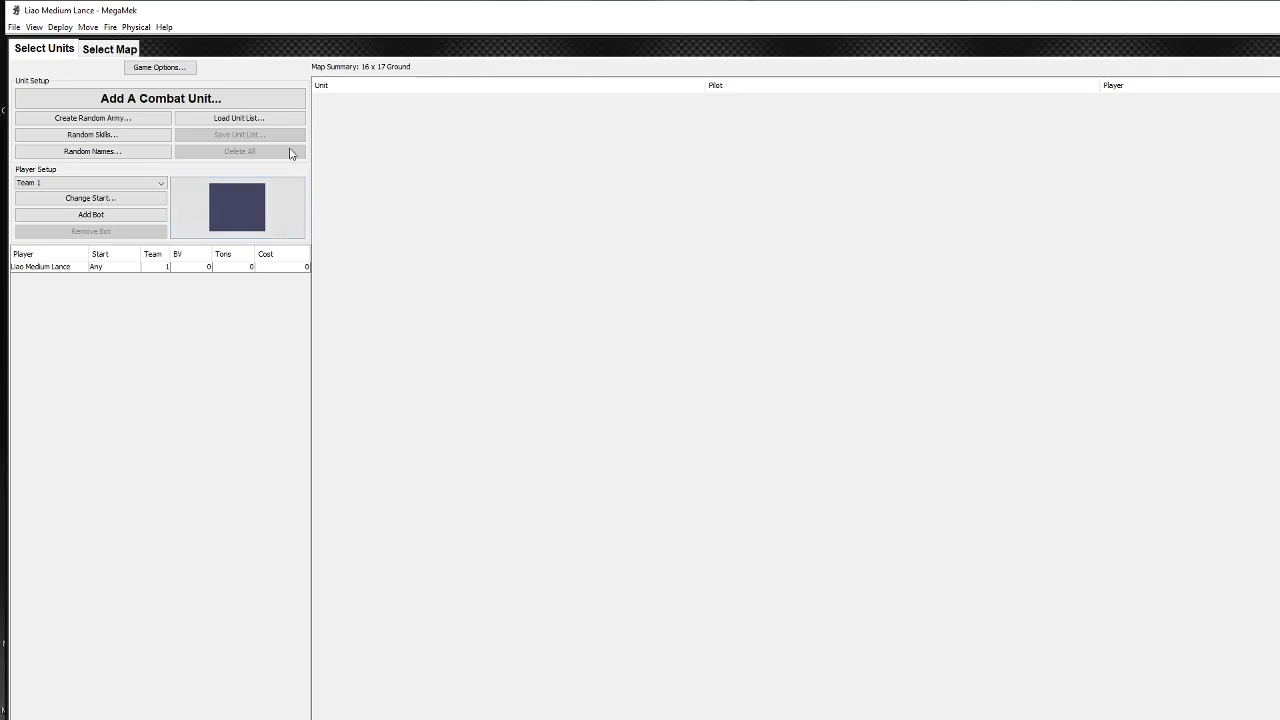 Liao Medium Lance - MegaMek
File View Deploy Move Fire Physical Help
Select Units Select Map
Game Options...
Map Summary: 16 x 17 Ground
Unit Setup
Unit Pilot Player
Add A Combat Unit...
Create Random Army... Load Unit List...
Random Skills... Save Unit List...
Random Names... Delete All
Player Setup
Team 1
Change Start...
Add Bot
Remove Bot
Player Start Team BV Tons Cost
Liao Medium Lance Any 1 0 0 0